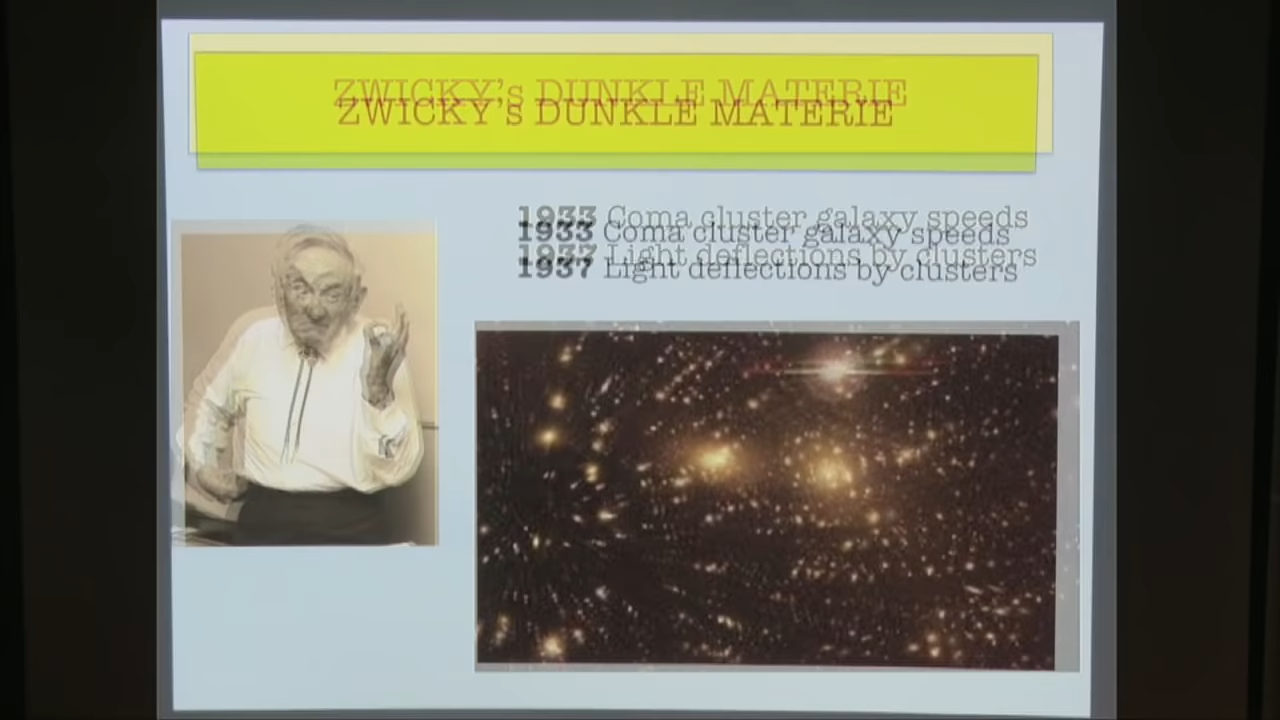 ZWICKY's DUNKLE MATERIE
1933 Coma cluster galaxy speeds
1937 Light deflections by clusters